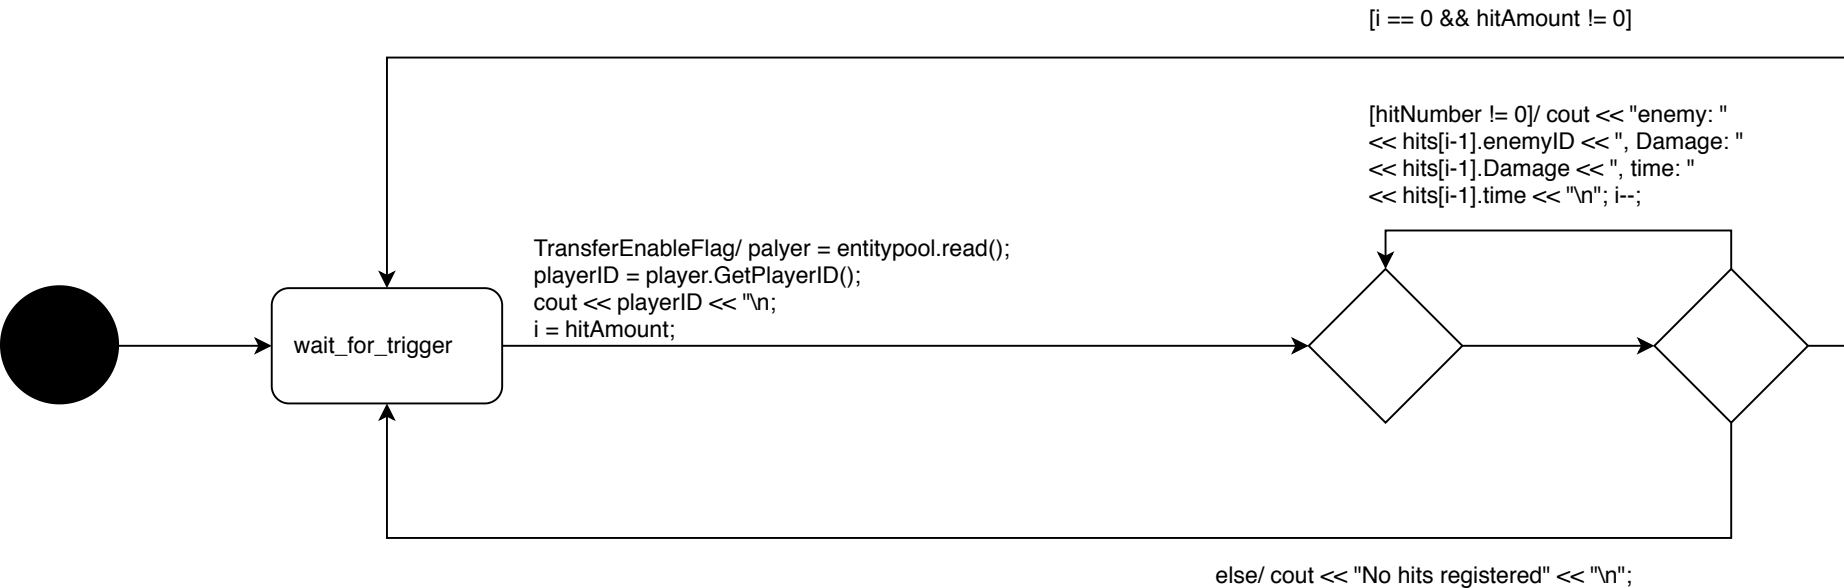 [i == 0 && hitAmount != 0]
[hitNumber != 0]/ cout << "enemy: "
<< hits[i-1].enemyID << ", Damage: "
<< hits[i-1].Damage << ", time: "
<< hits[i-1].time << "\n"; i--;
TransferEnableFlag/ palyer = entitypool.read();
playerID = player.GetPlayerID();
cout << playerID << "\n;
i = hitAmount;
wait_for_trigger
else/ cout << "No hits registered" << "\n";